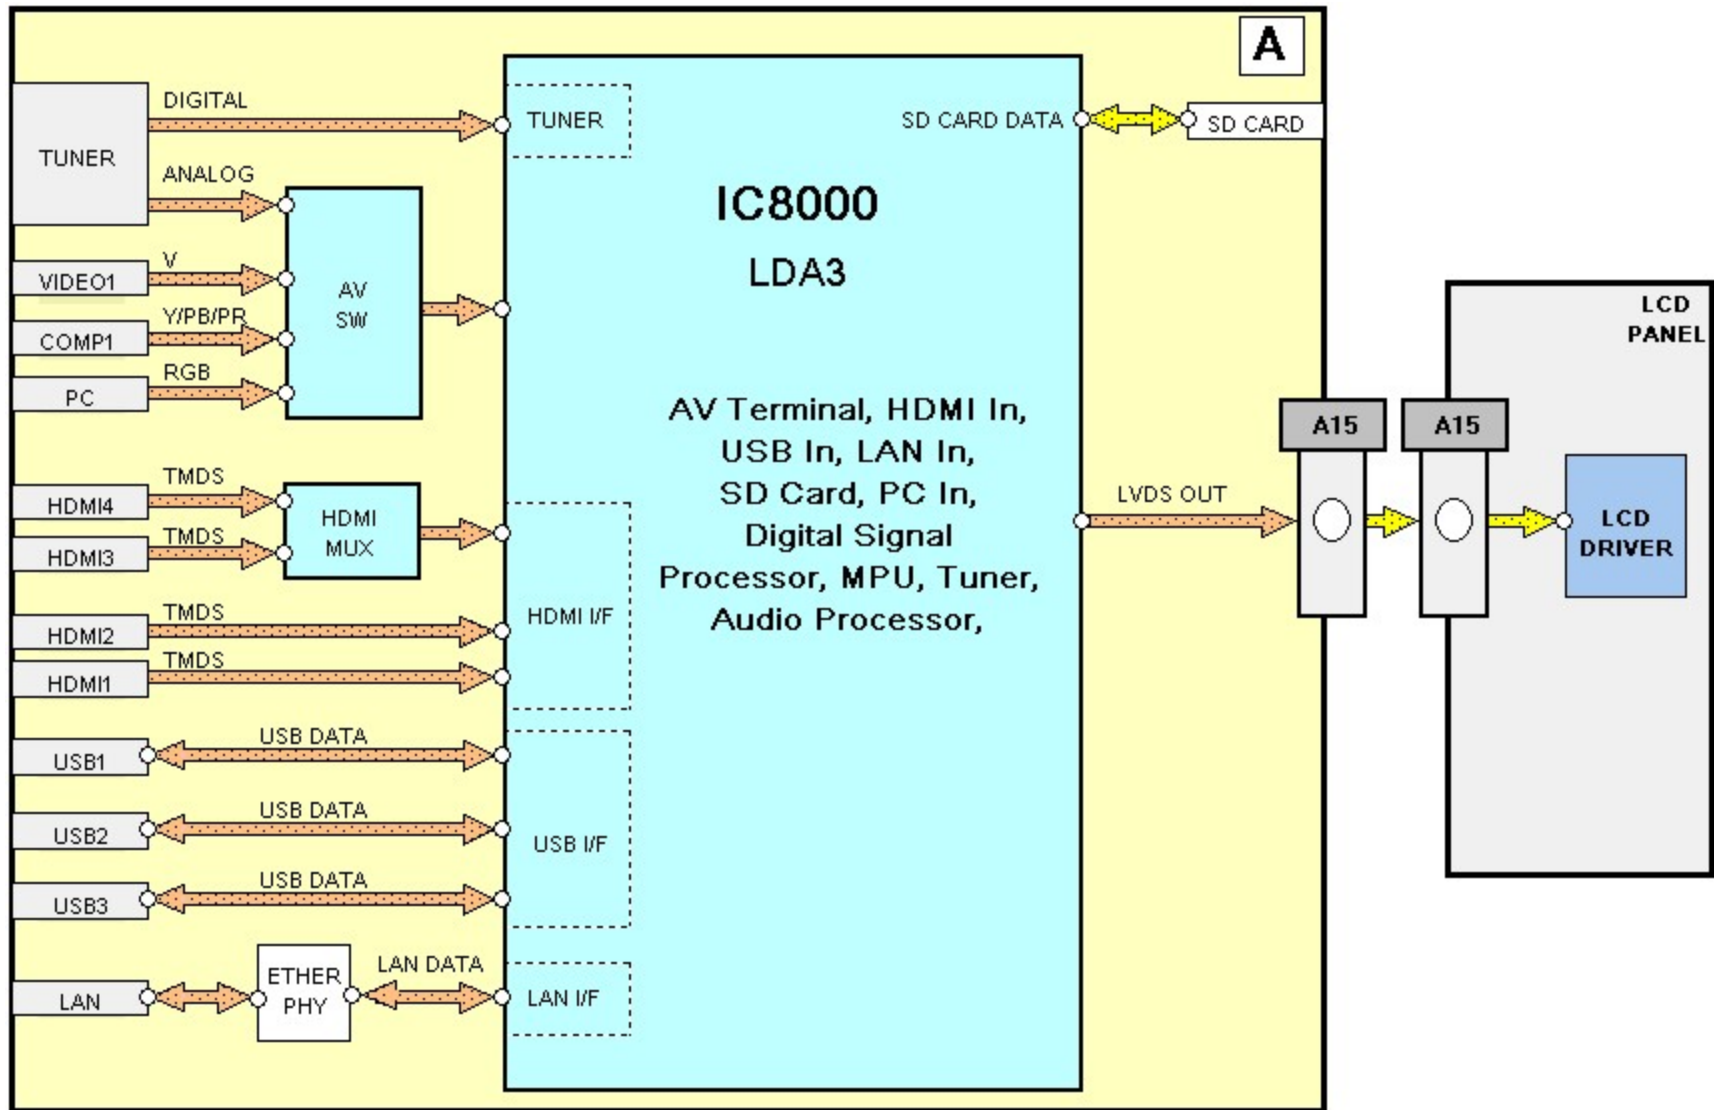 A
TUNER
DIGITAL
ANALOG
VIDEO1
V
COMP1
Y/PB/PR
PC
RGB
AV
SW
HDMI4
TMDS
HDMI3
TMDS
HDMI
MUX
HDMI2
TMDS
HDMI1
TMDS
USB1
USB DATA
USB2
USB DATA
USB3
USB DATA
LAN
ETHER
PHY
LAN DATA
TUNER
HDMI I/F
USB I/F
LAN I/F
SD CARD DATA
SD CARD
IC8000
LDA3
AV Terminal, HDMI In,
USB In, LAN In,
SD Card, PC In,
Digital Signal
Processor, MPU, Tuner,
Audio Processor,
LVDS OUT
A15
A15
LCD
PANEL
LCD
DRIVER